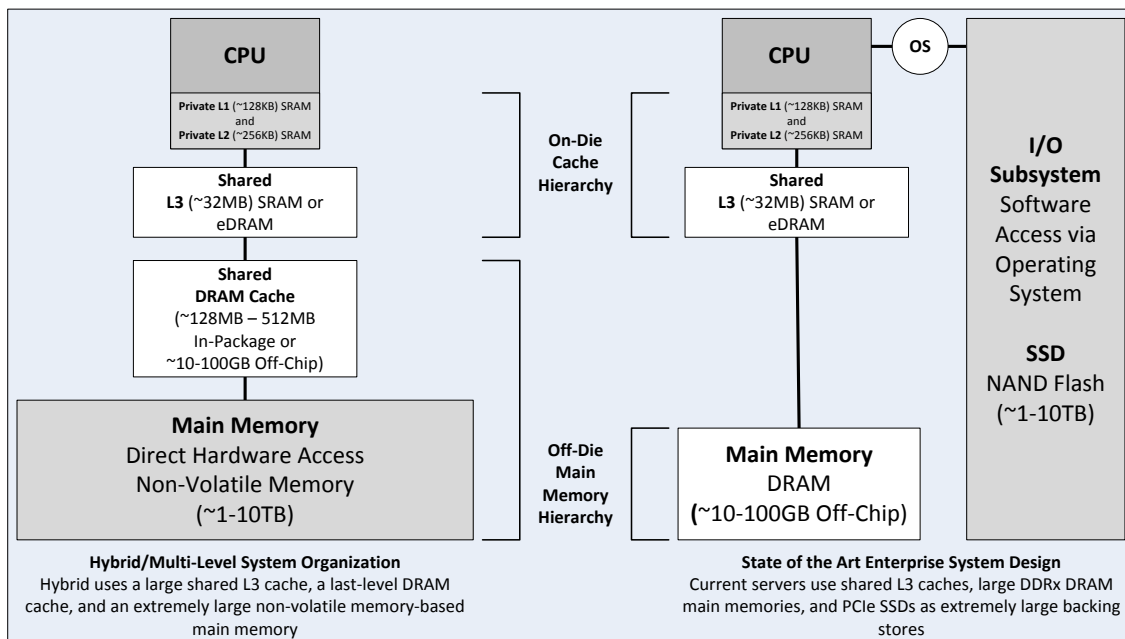 CPU
Private L1 (~128KB) SRAM
and
Private L2 (~256KB) SRAM
Shared
L3 (~32MB) SRAM or
eDRAM
Shared
DRAM Cache
(~128MB – 512MB
In-Package or
~10-100GB Off-Chip)
Main Memory
Direct Hardware Access
Non-Volatile Memory
(~1-10TB)
Hybrid/Multi-Level System Organization
Hybrid uses a large shared L3 cache, a last-level DRAM
cache, and an extremely large non-volatile memory-based
main memory
On-Die
Cache
Hierarchy
Off-Die
Main
Memory
Hierarchy
CPU
Private L1 (~128KB) SRAM
and
Private L2 (~256KB) SRAM
Shared
L3 (~32MB) SRAM or
eDRAM
Main Memory
DRAM
(~10-100GB Off-Chip)
OS
I/O
Subsystem
Software
Access via
Operating
System
SSD
NAND Flash
(~1-10TB)
State of the Art Enterprise System Design
Current servers use shared L3 caches, large DDRx DRAM
main memories, and PCIe SSDs as extremely large backing
stores